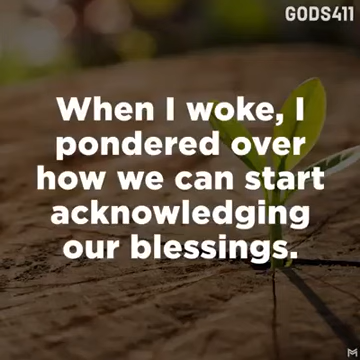 GODS411
When I woke, I
pondered over
how we can start
acknowledging
our blessings.